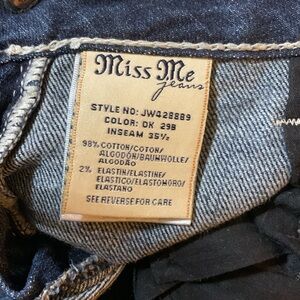 Miss Me
jeans
STYLE NO: JW428889
COLOR: DK 298
INSEAM 35½
98% COTTON/COTON/
ALGODÓN/BAUMWOLLE/
ALGODÃO
2% ELASTIN/ELASTINE/
ELASTICO/ELASTOMORO/
ELASTANO
SEE REVERSE FOR CARE